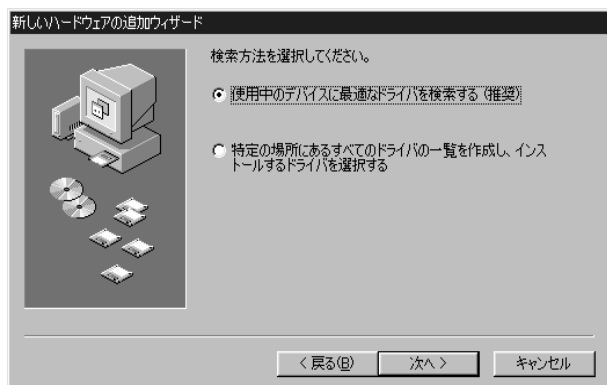 新しいハードウェアの追加ウィザード
検索方法を選択してください。
使用中のデバイスに最適なドライバを検索する (推奨)
特定の場所にあるすべてのドライバの一覧を作成し、インス
トールするドライバを選択する
< 戻る(B)
次へ >
キャンセル